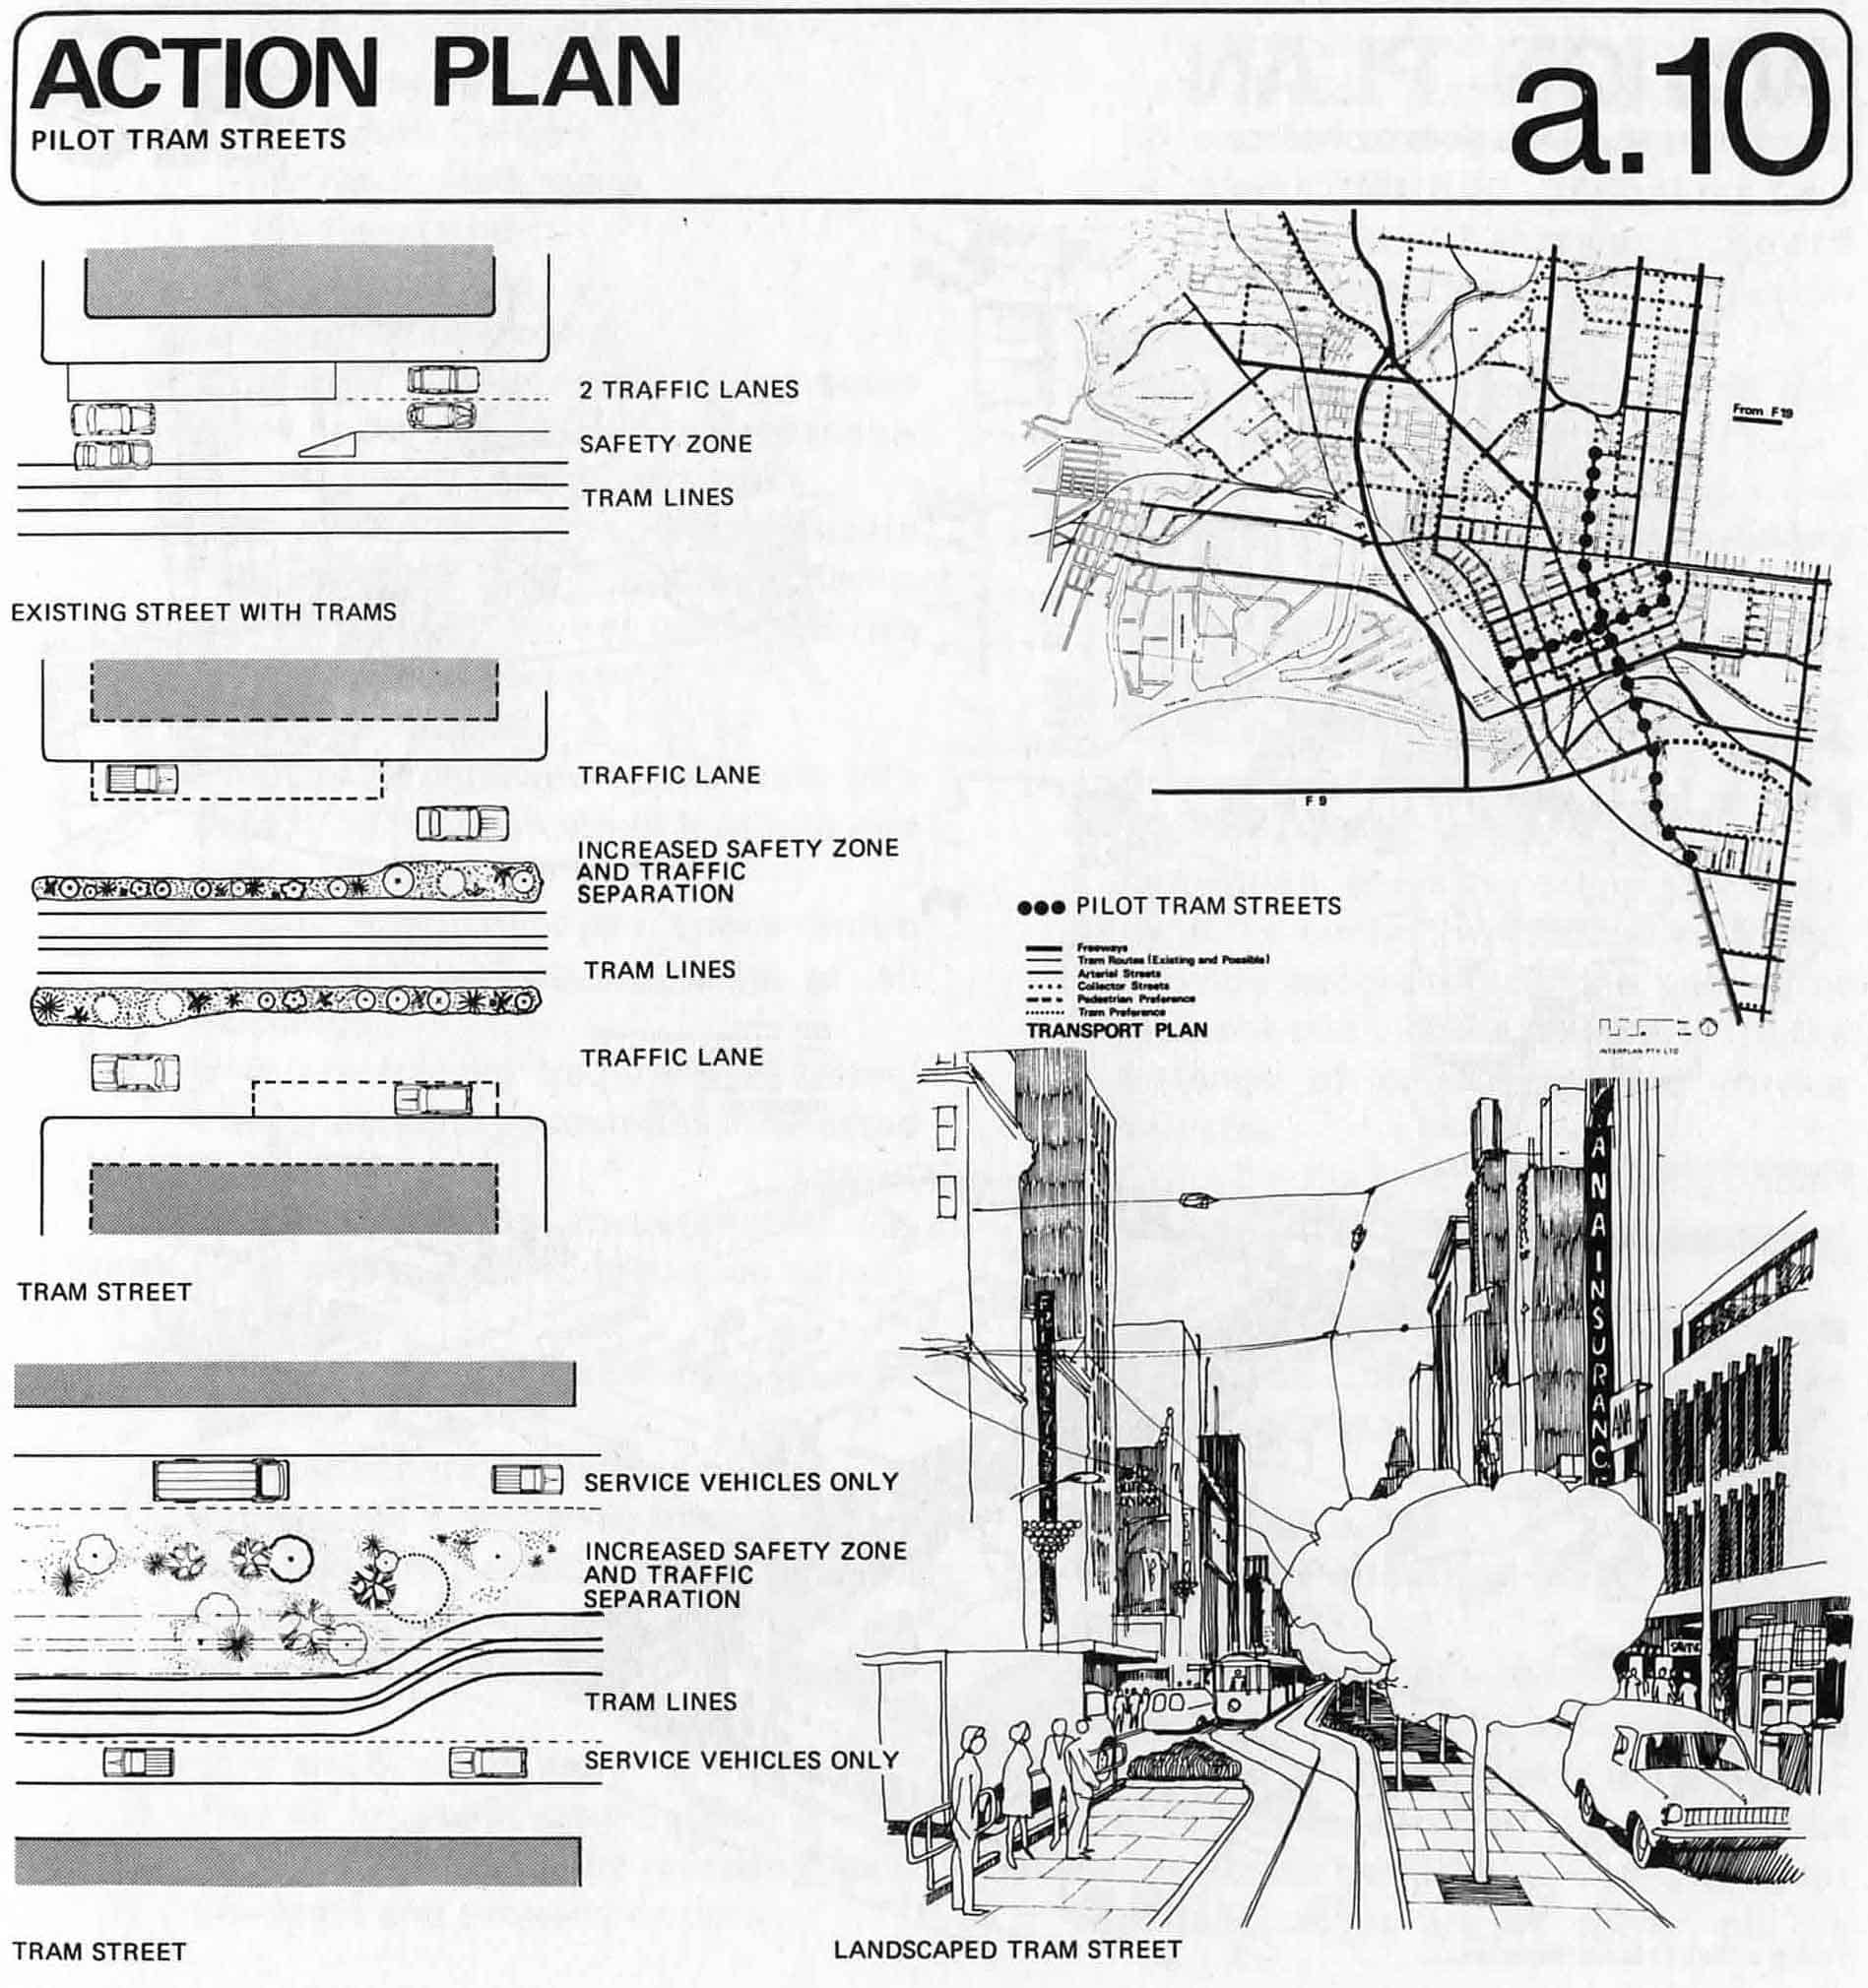 ACTION PLAN
PILOT TRAM STREETS
a.10
2 TRAFFIC LANES
SAFETY ZONE
TRAM LINES
EXISTING STREET WITH TRAMS
TRAFFIC LANE
INCREASED SAFETY ZONE
AND TRAFFIC
SEPARATION
TRAM LINES
TRAFFIC LANE
TRAM STREET
SERVICE VEHICLES ONLY
INCREASED SAFETY ZONE
AND TRAFFIC
SEPARATION
TRAM LINES
SERVICE VEHICLES ONLY
TRAM STREET
From F19
F 9
PILOT TRAM STREETS
Freeways
Tram Routes (Existing and Possible)
Arterial Streets
Collector Streets
Pedestrian Preference
Tram Preference
TRANSPORT PLAN
INTERPLAN PTY LTD
ANA INSURANCE
ANA
LANDSCAPED TRAM STREET